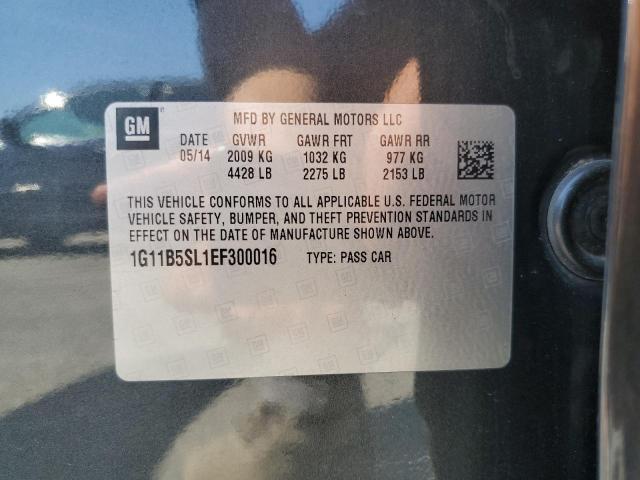 GM
MFD BY GENERAL MOTORS LLC
DATE GVWR GAWR FRT GAWR RR
05/14 2009 KG 1032 KG 977 KG
4428 LB 2275 LB 2153 LB
THIS VEHICLE CONFORMS TO ALL APPLICABLE U.S. FEDERAL MOTOR
VEHICLE SAFETY, BUMPER, AND THEFT PREVENTION STANDARDS IN
EFFECT ON THE DATE OF MANUFACTURE SHOWN ABOVE.
1G11B5SL1EF300016 TYPE: PASS CAR